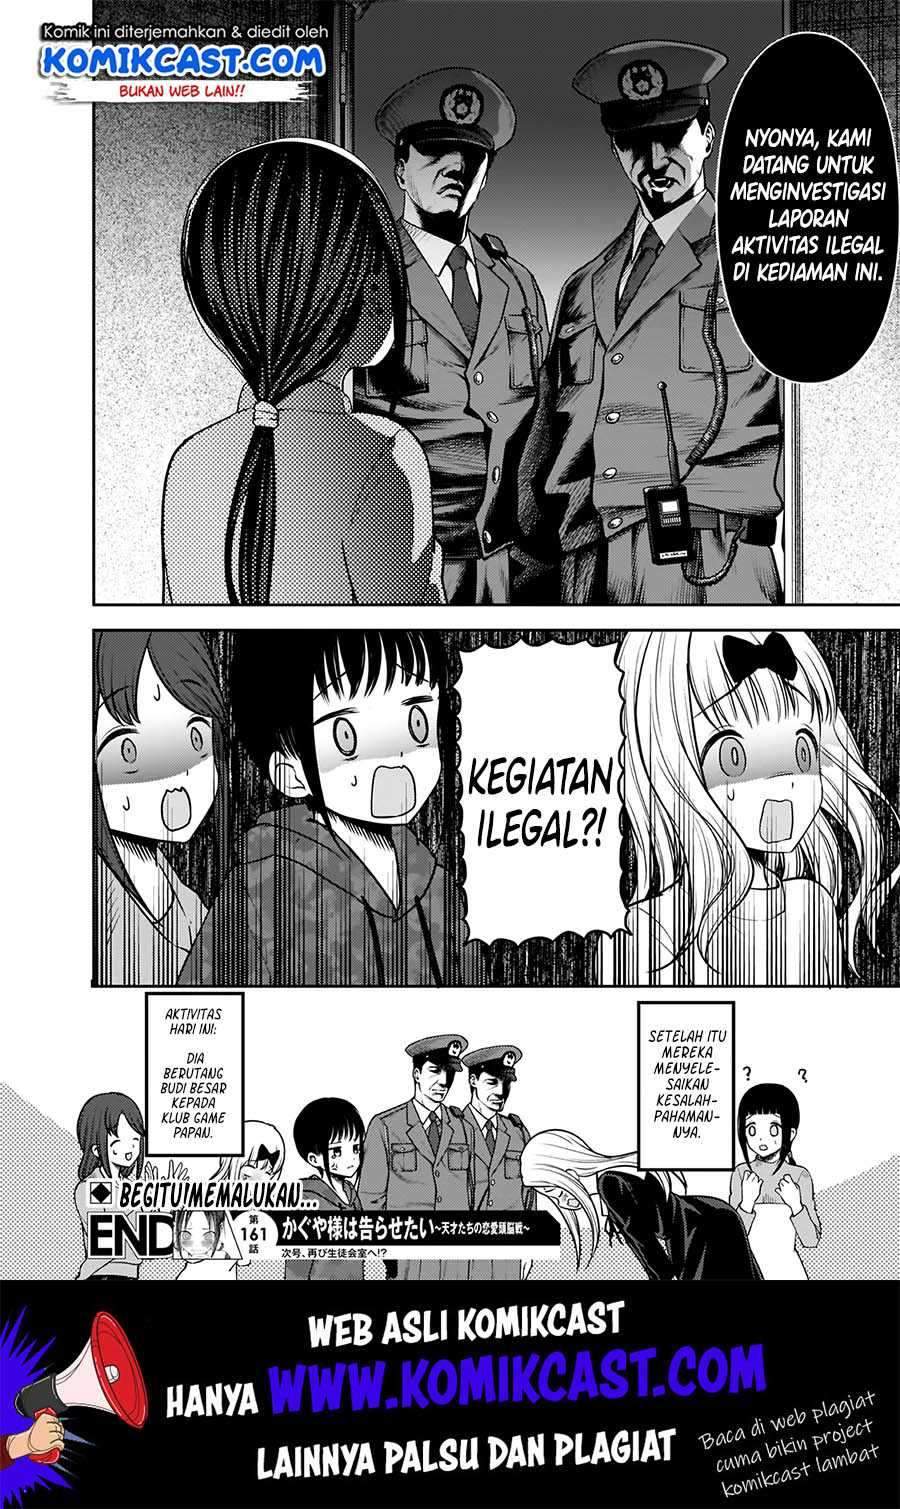 Komik ini diterjemahkan & diedit oleh
KOMIKCAST.COM
BUKAN WEB LAIN!!
NYONYA, KAMI
DATANG UNTUK
MENGINVESTIGASI
LAPORAN
AKTIVITAS ILEGAL
DI KEDIAMAN INI.
KEGIATAN
ILEGAL?!
SETELAH ITU
MEREKA
MENYELE-
SAIKAN
KESALAH-
PAHAMAN-
NYA.
? ?
AKTIVITAS
HARI INI:
DIA
BERUTANG
BUDI BESAR
KEPADA
KLUB GAME
PAPAN.
BEGITU MEMALUKAN...
END
第
161
話
かぐや様は告らせたい~天才たちの恋愛頭脳戦~
次号、再び生徒会室へ!?
WEB ASLI KOMIKCAST
HANYA WWW.KOMIKCAST.COM
LAINNYA PALSU DAN PLAGIAT
Baca di web plagiat
cuma bikin project
komikcast lambat